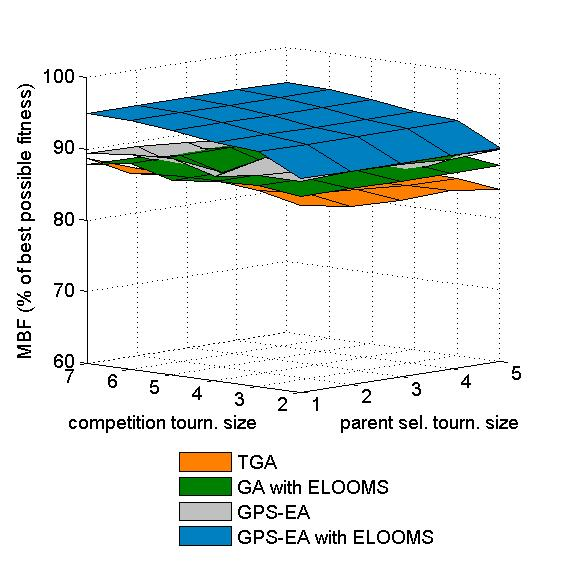 100
90
80
70
60
MBF (% of best possible fitness)
7
6
5
4
3
2
competition tourn. size
1
2
3
4
5
parent sel. tourn. size
TGA
GA with ELOOMS
GPS-EA
GPS-EA with ELOOMS